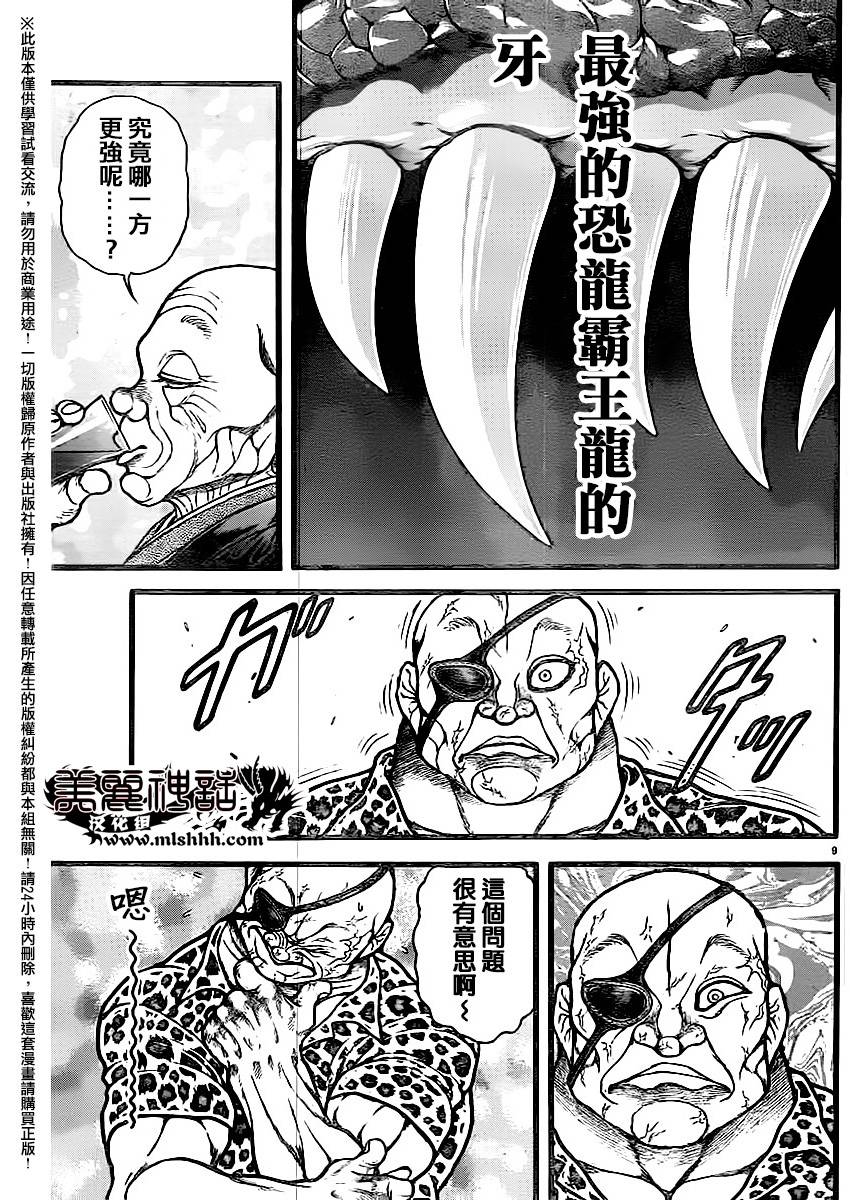 最強的恐龍霸王龍的
牙
究竟哪一方
更強呢……？
ガッ
タッ
9
這個問題
很有意思啊～
嗯～
美麗神話
汉化组
www.mlshhh.com
※此版本僅供學習試看交流，請勿用於商業用途！一切版權歸原作者與出版社擁有！因任意轉載所產生的版權糾紛都與本組無關！請24小時內刪除，喜歡這套漫畫請購買正版！